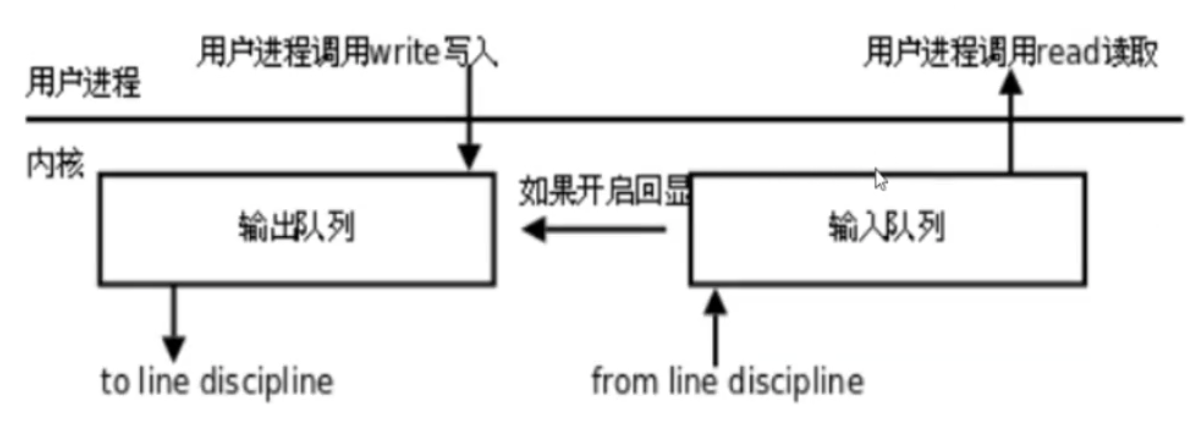 用户进程调用write写入
用户进程调用read读取
用户进程
内核
如果开启回显
输出队列
输入队列
to line discipline
from line discipline